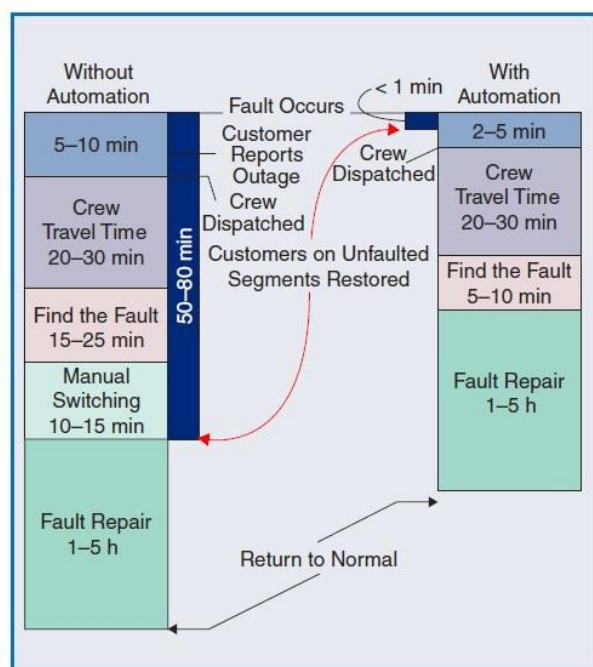 Without
Automation
5–10 min
Crew
Travel Time
20–30 min
Find the Fault
15–25 min
Manual
Switching
10–15 min
Fault Repair
1–5 h
50–80 min
Fault Occurs
Customer
Reports
Outage
Crew
Dispatched
Customers on Unfaulted
Segments Restored
Return to Normal
< 1 min
Crew
Dispatched
With
Automation
2–5 min
Crew
Travel Time
20–30 min
Find the Fault
5–10 min
Fault Repair
1–5 h